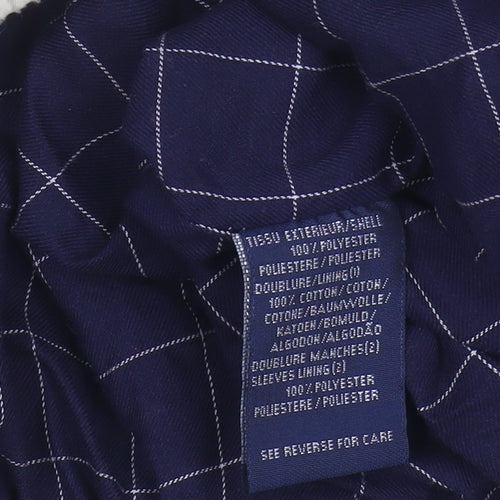 TISSU EXTERIEUR/SHELL
100% POLYESTER
POLIESTERE/POLIESTER
DOUBLURE/LINING(1)
100% COTTON/COTON/
COTONE/BAUMWOLLE/
KATOEN/BOMULD/
ALGODON/ALGODÃO
DOUBLURE MANCHES(2)
SLEEVES LINING(2)
100% POLYESTER
POLIESTERE/POLIESTER
SEE REVERSE FOR CARE